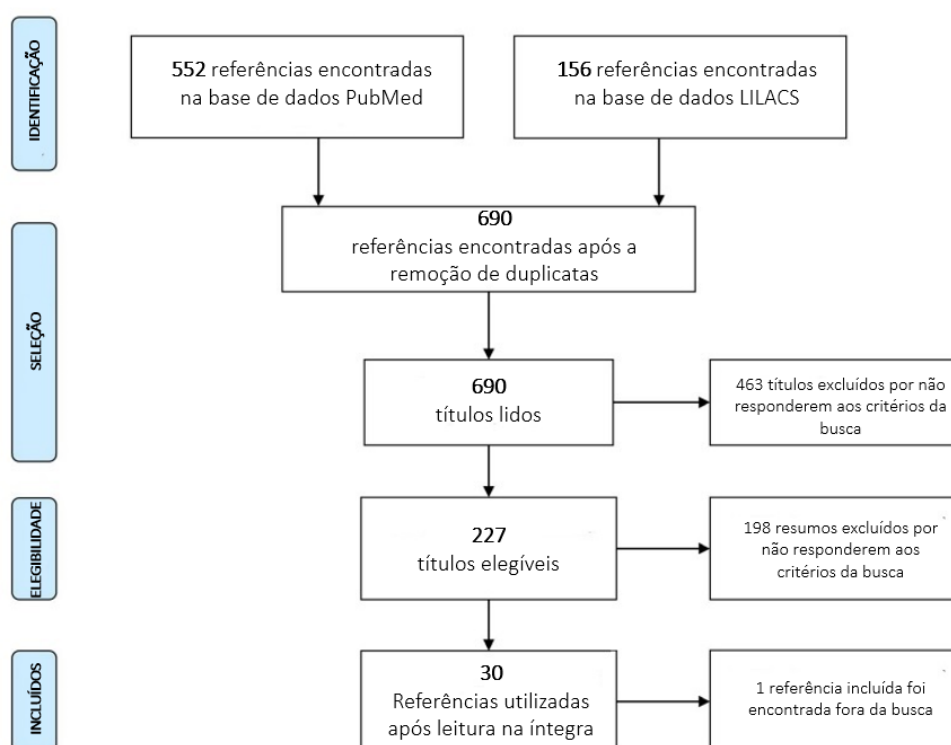 IDENTIFICAÇÃO
552 referências encontradas
na base de dados PubMed
156 referências encontradas
na base de dados LILACS
SELEÇÃO
690
referências encontradas após a
remoção de duplicatas
690
títulos lidos
463 títulos excluídos por não
responderem aos critérios da
busca
ELEGIBILIDADE
227
títulos elegíveis
198 resumos excluídos por
não responderem aos
critérios da busca
INCLUÍDOS
30
Referências utilizadas
após leitura na íntegra
1 referência incluída foi
encontrada fora da busca